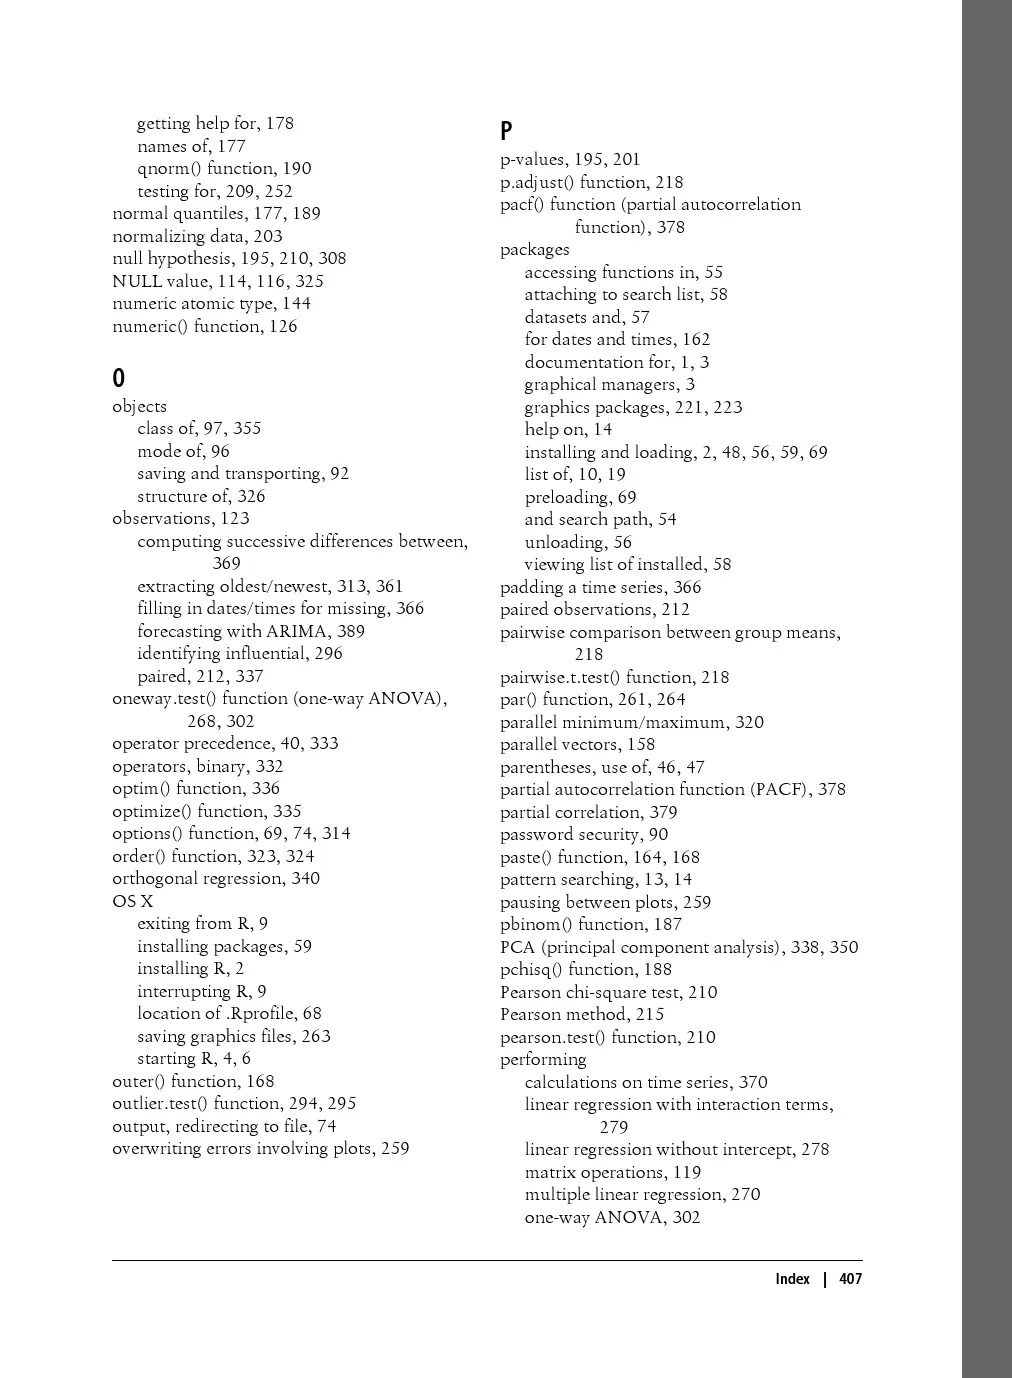 getting help for, 178
names of, 177
qnorm() function, 190
testing for, 209, 252
normal quantiles, 177, 189
normalizing data, 203
null hypothesis, 195, 210, 308
NULL value, 114, 116, 325
numeric atomic type, 144
numeric() function, 126
O
objects
class of, 97, 355
mode of, 96
saving and transporting, 92
structure of, 326
observations, 123
computing successive differences between,
369
extracting oldest/newest, 313, 361
filling in dates/times for missing, 366
forecasting with ARIMA, 389
identifying influential, 296
paired, 212, 337
oneway.test() function (one-way ANOVA),
268, 302
operator precedence, 40, 333
operators, binary, 332
optim() function, 336
optimize() function, 335
options() function, 69, 74, 314
order() function, 323, 324
orthogonal regression, 340
OS X
exiting from R, 9
installing packages, 59
installing R, 2
interrupting R, 9
location of .Rprofile, 68
saving graphics files, 263
starting R, 4, 6
outer() function, 168
outlier.test() function, 294, 295
output, redirecting to file, 74
overwriting errors involving plots, 259
P
p-values, 195, 201
p.adjust() function, 218
pacf() function (partial autocorrelation
function), 378
packages
accessing functions in, 55
attaching to search list, 58
datasets and, 57
for dates and times, 162
documentation for, 1, 3
graphical managers, 3
graphics packages, 221, 223
help on, 14
installing and loading, 2, 48, 56, 59, 69
list of, 10, 19
preloading, 69
and search path, 54
unloading, 56
viewing list of installed, 58
padding a time series, 366
paired observations, 212
pairwise comparison between group means,
218
pairwise.t.test() function, 218
par() function, 261, 264
parallel minimum/maximum, 320
parallel vectors, 158
parentheses, use of, 46, 47
partial autocorrelation function (PACF), 378
partial correlation, 379
password security, 90
paste() function, 164, 168
pattern searching, 13, 14
pausing between plots, 259
pbinom() function, 187
PCA (principal component analysis), 338, 350
pchisq() function, 188
Pearson chi-square test, 210
Pearson method, 215
pearson.test() function, 210
performing
calculations on time series, 370
linear regression with interaction terms,
279
linear regression without intercept, 278
matrix operations, 119
multiple linear regression, 270
one-way ANOVA, 302
Index | 407